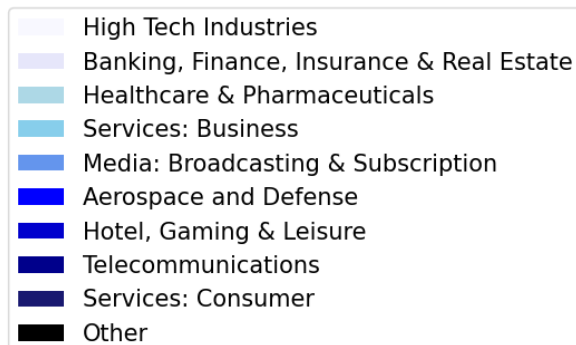 High Tech Industries
Banking, Finance, Insurance & Real Estate
Healthcare & Pharmaceuticals
Services: Business
Media: Broadcasting & Subscription
Aerospace and Defense
Hotel, Gaming & Leisure
Telecommunications
Services: Consumer
Other